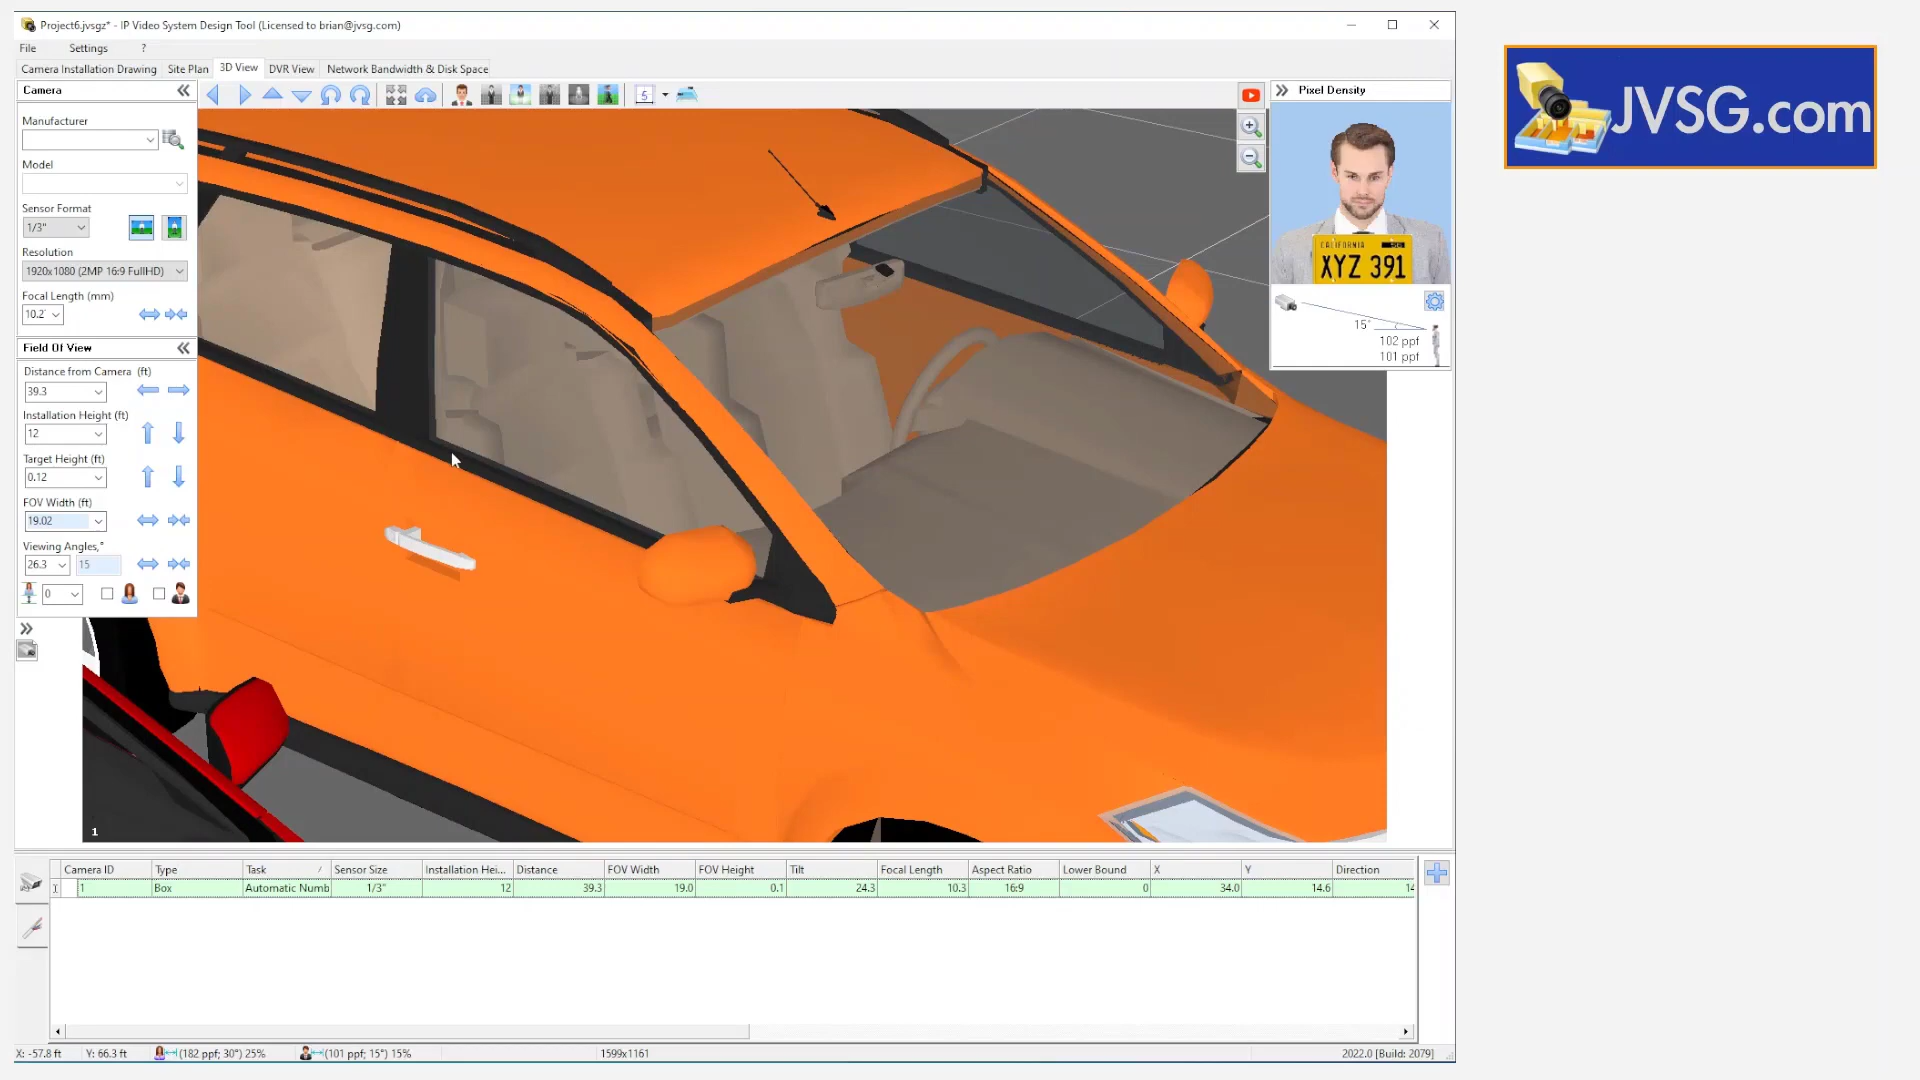 Project6.jvsgz* - IP Video System Design Tool (Licensed to brian@jvsg.com)
File Settings ?
Camera Installation Drawing Site Plan 3D View DVR View Network Bandwidth & Disk Space
Camera
Manufacturer
Model
Sensor Format
1/3"
Resolution
1920x1080 (2MP 16:9 FullHD)
Focal Length (mm)
10.2
Field Of View
Distance from Camera (ft)
39.3
Installation Height (ft)
12
Target Height (ft)
0.12
FOV Width (ft)
19.02
Viewing Angles,°
26.3 15
0
5
Pixel Density
CALIFORNIA
XYZ 391
15°
102 ppf
101 ppf
JVSG.com
1
Camera ID Type Task Sensor Size Installation Hei... Distance FOV Width FOV Height Tilt Focal Length Aspect Ratio Lower Bound X Y Direction
1 Box Automatic Numb 1/3" 12 39.3 19.0 0.1 24.3 10.3 16:9 0 34.0 14.6 14
X: -57.8 ft Y: 66.3 ft (182 ppf; 30°) 25% (101 ppf; 15°) 15% 1599x1161 2022.0 [Build: 2079]